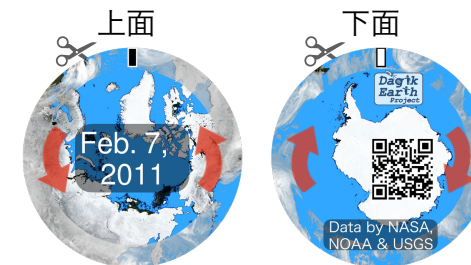 上面
下面
Feb. 7,
2011
Dagik
Earth
Project
Data by NASA,
NOAA & USGS